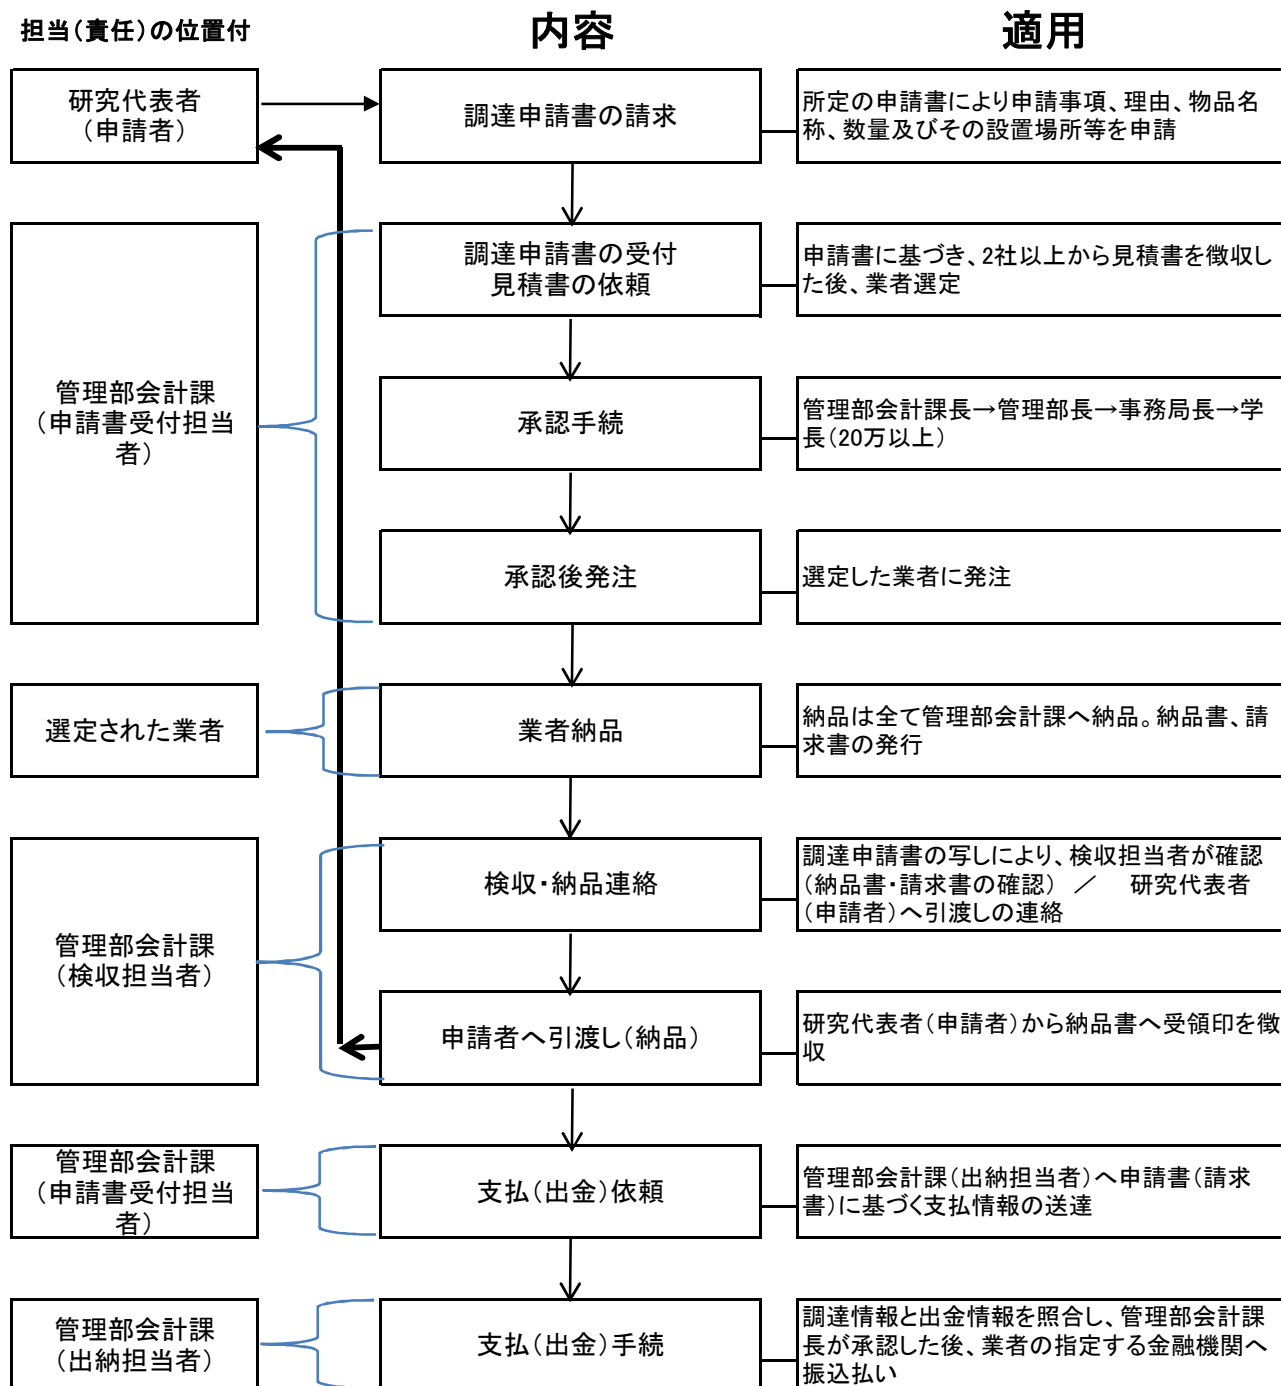 担当（責任）の位置付
内容
適用
研究代表者
（申請者）
調達申請書の請求
所定の申請書により申請事項、理由、物品名
称、数量及びその設置場所等を申請
管理部会計課
（申請書受付担当
者）
調達申請書の受付
見積書の依頼
申請書に基づき、2社以上から見積書を徴収し
た後、業者選定
承認手続
管理部会計課長→管理部長→事務局長→学
長（20万以上）
承認後発注
選定した業者に発注
選定された業者
業者納品
納品は全て管理部会計課へ納品。納品書、請
求書の発行
管理部会計課
（検収担当者）
検収・納品連絡
調達申請書の写しにより、検収担当者が確認
（納品書・請求書の確認）　／　研究代表者
（申請者）へ引渡しの連絡
申請者へ引渡し（納品）
研究代表者（申請者）から納品書へ受領印を徴
収
管理部会計課
（申請書受付担当
者）
支払（出金）依頼
管理部会計課（出納担当者）へ申請書（請求
書）に基づく支払情報の送達
管理部会計課
（出納担当者）
支払（出金）手続
調達情報と出金情報を照合し、管理部会計課
長が承認した後、業者の指定する金融機関へ
振込払い